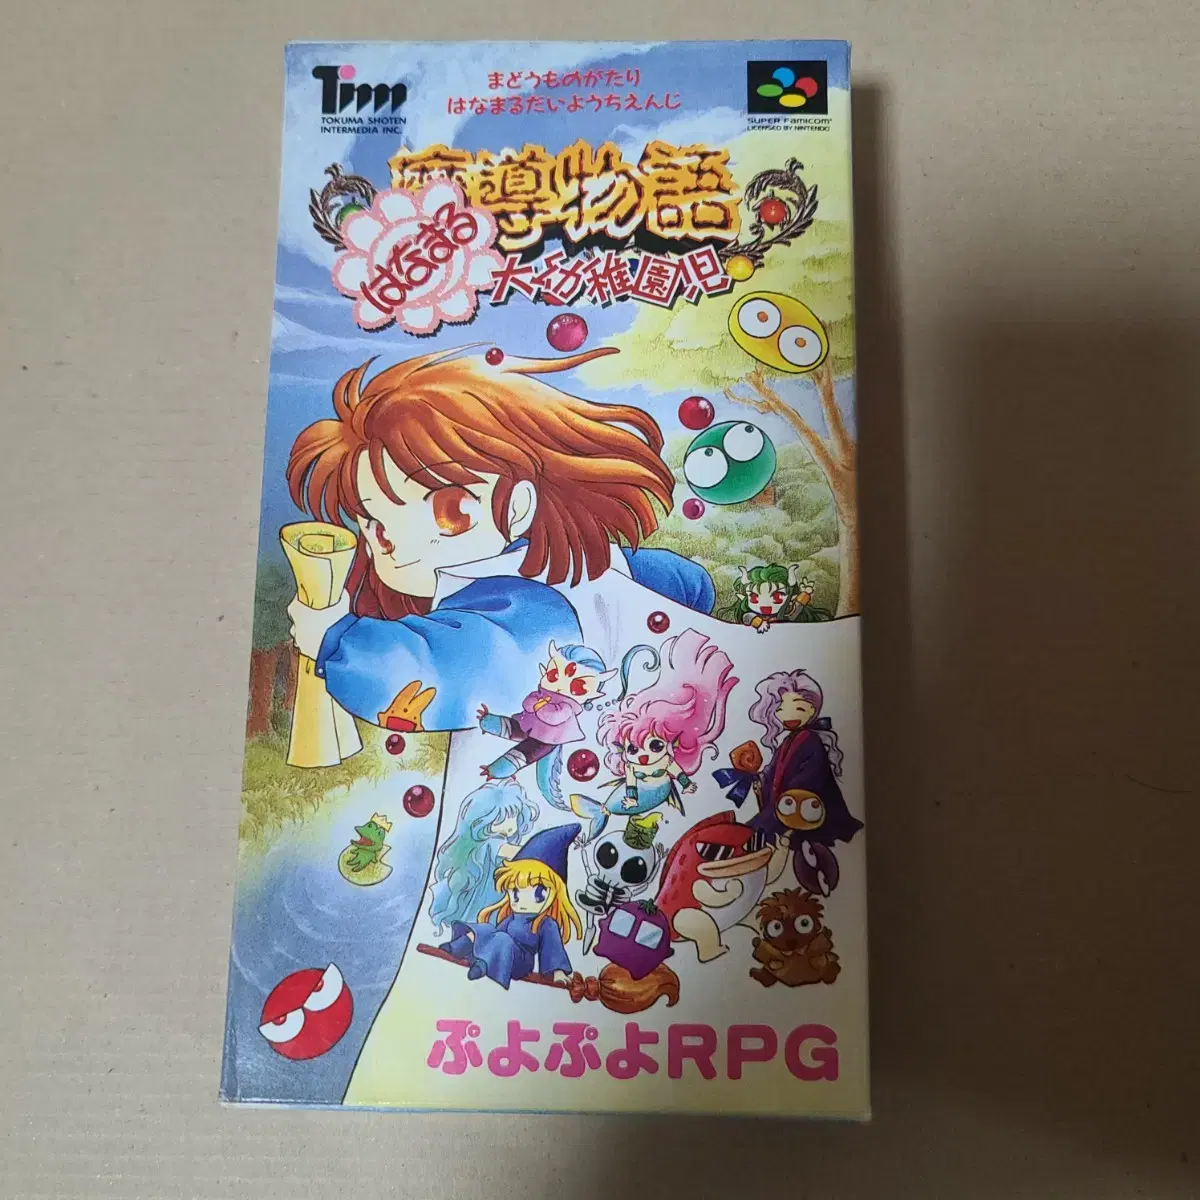 Tim
TOKUMA SHOTEN
INTERMEDIA INC.
まどうものがたり
はなまるだいようちえんじ
SUPER FAMICOM
LICENSED BY NINTENDO
魔導物語
はなまる
大幼稚園児
ぷよぷよRPG